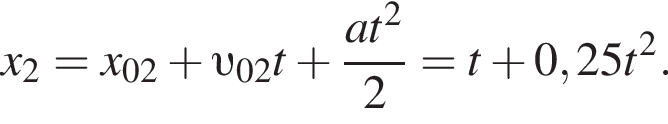 x₂ = x₀₂ + υ₀₂t + at²/2 = t + 0,25t².